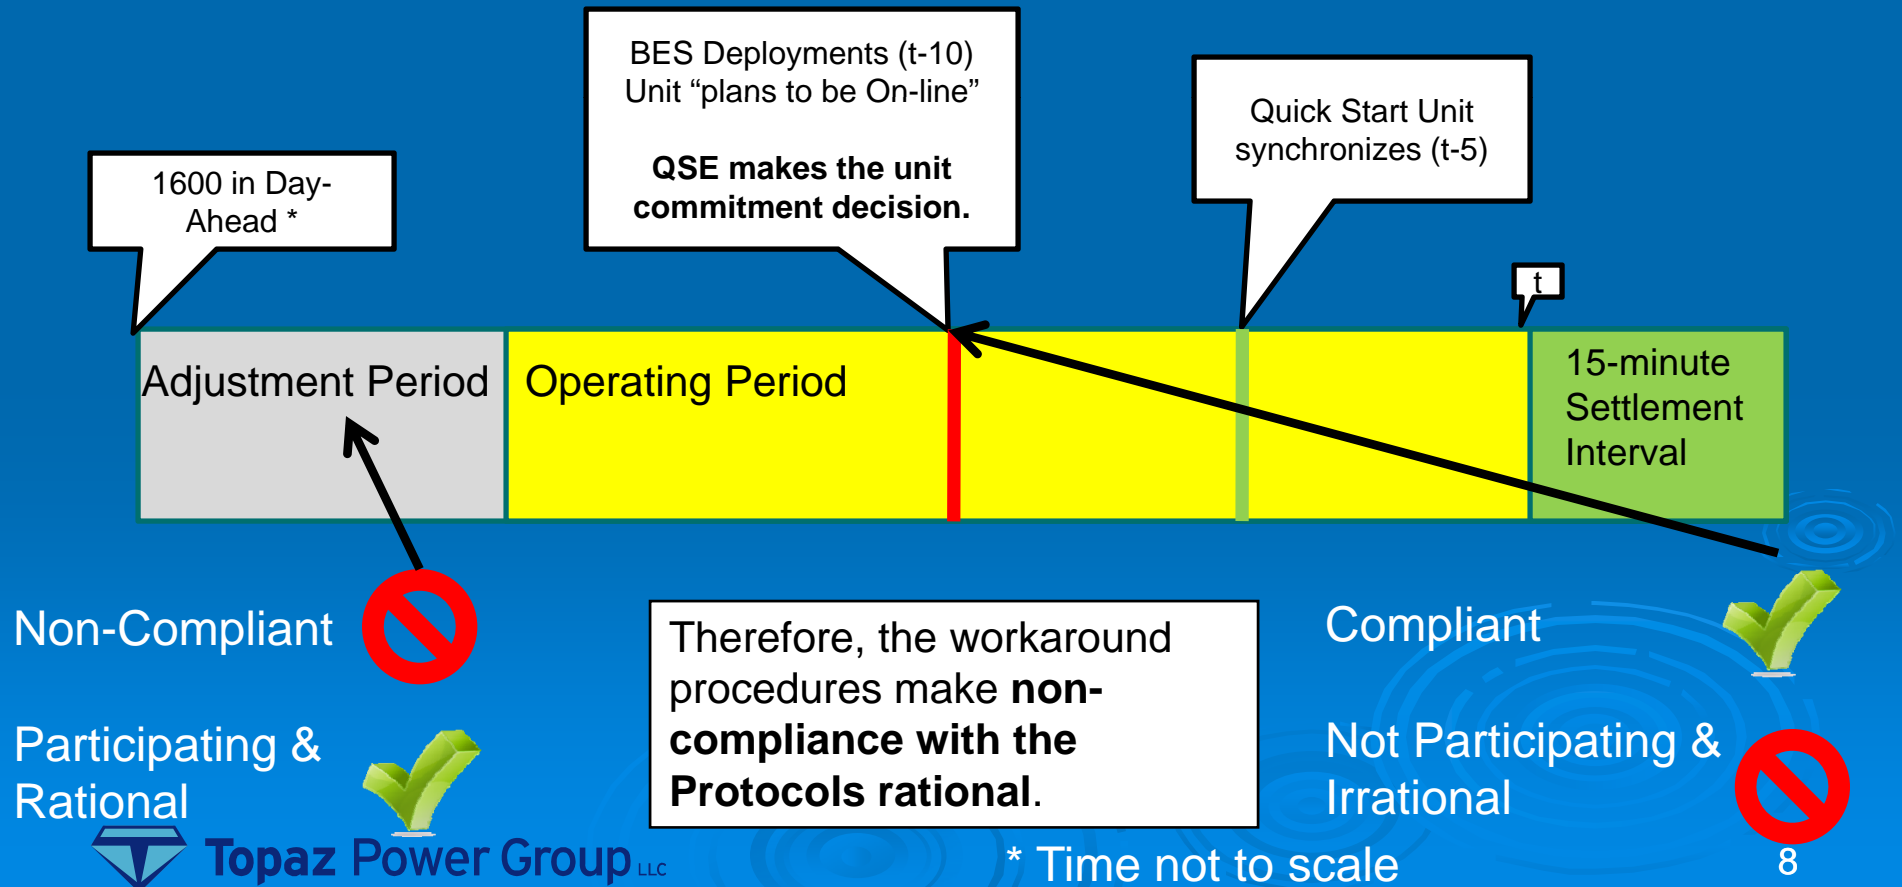 BES Deployments (t-10)
Unit “plans to be On-line”
QSE makes the unit
commitment decision.
Quick Start Unit
synchronizes (t-5)
1600 in Day-
Ahead *
t
Adjustment Period
Operating Period
15-minute
Settlement
Interval
Non-Compliant
Participating &
Rational
Therefore, the workaround
procedures make non-
compliance with the
Protocols rational.
Compliant
Not Participating &
Irrational
Topaz Power Group LLC
* Time not to scale
8